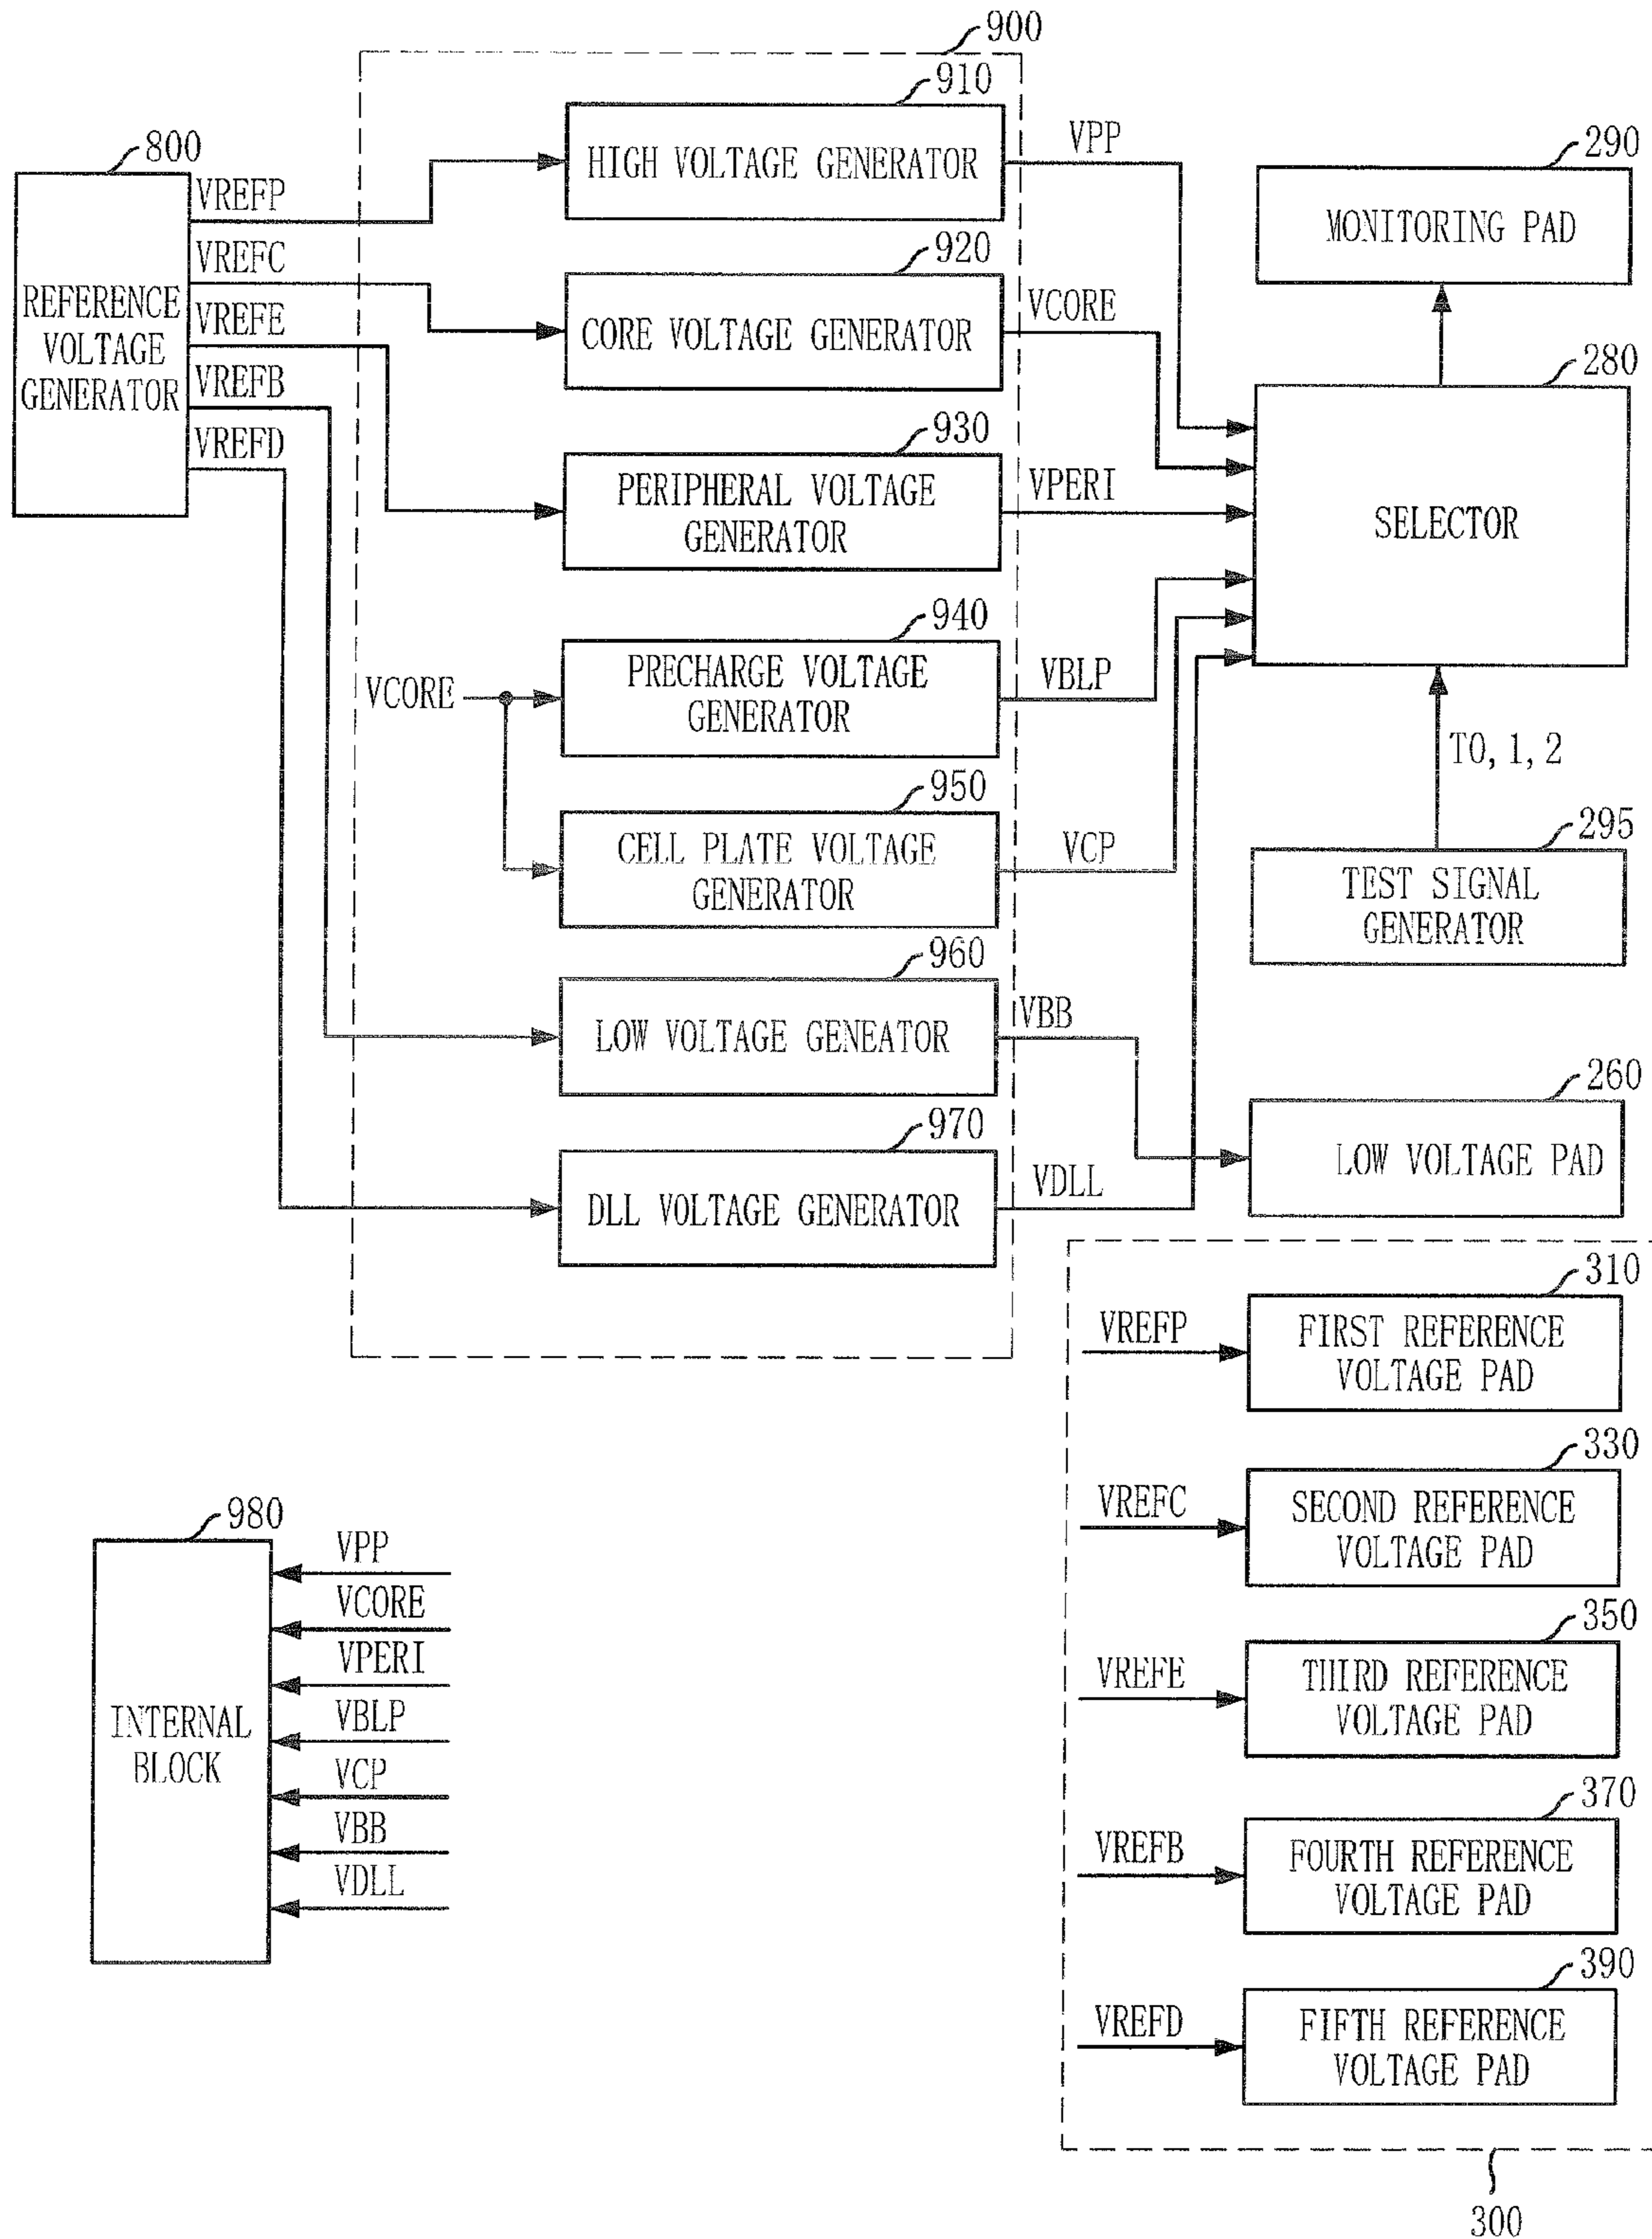 900
910
HIGH VOLTAGE GENERATOR
VPP
800
REFERENCE
VOLTAGE
GENERATOR
VREFP
VREFC
VREFE
VREFB
VREFD
920
CORE VOLTAGE GENERATOR
VCORE
930
PERIPHERAL VOLTAGE
GENERATOR
VPERI
940
VCORE
PRECHARGE VOLTAGE
GENERATOR
VBLP
950
CELL PLATE VOLTAGE
GENERATOR
VCP
960
LOW VOLTAGE GENEATOR
VBB
970
DLL VOLTAGE GENERATOR
VDLL
290
MONITORING PAD
280
SELECTOR
T0, 1, 2
295
TEST SIGNAL
GENERATOR
260
LOW VOLTAGE PAD
310
VREFP
FIRST REFERENCE
VOLTAGE PAD
330
VREFC
SECOND REFERENCE
VOLTAGE PAD
350
VREFE
THIRD REFERENCE
VOLTAGE PAD
370
VREFB
FOURTH REFERENCE
VOLTAGE PAD
390
VREFD
FIFTH REFERENCE
VOLTAGE PAD
300
980
INTERNAL
BLOCK
VPP
VCORE
VPERI
VBLP
VCP
VBB
VDLL